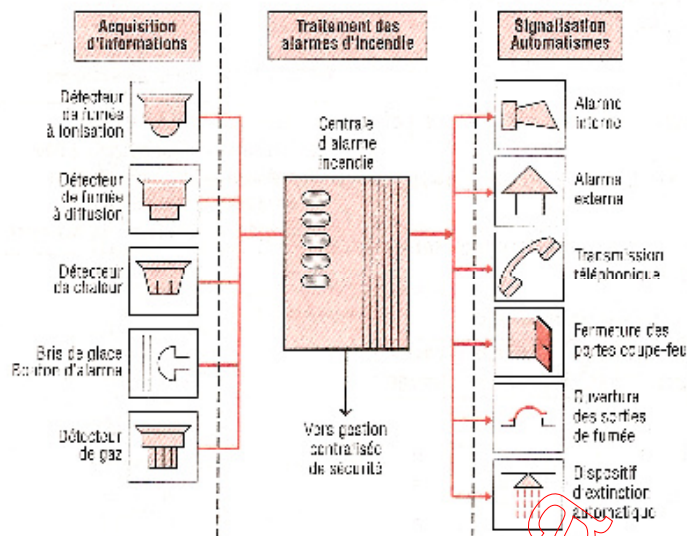 Acquisition
d'informations
Traitement des
alarmes d'incendie
Signalisation
Automatismes
Détecteur
de fumée
à ionisation
Détecteur
de fumée
à diffusion
Détecteur
de chaleur
Bris de glace
Bouton d'alarme
Détecteur
de gaz
Centrale
d'alarme
incendie
Vers gestion
centralisée
de sécurité
Alarme
interne
Alarme
externe
Transmission
téléphonique
Fermeture des
portes coupe-feu
Ouverture
des sorties
de fumée
Dispositif
d'extinction
automatique